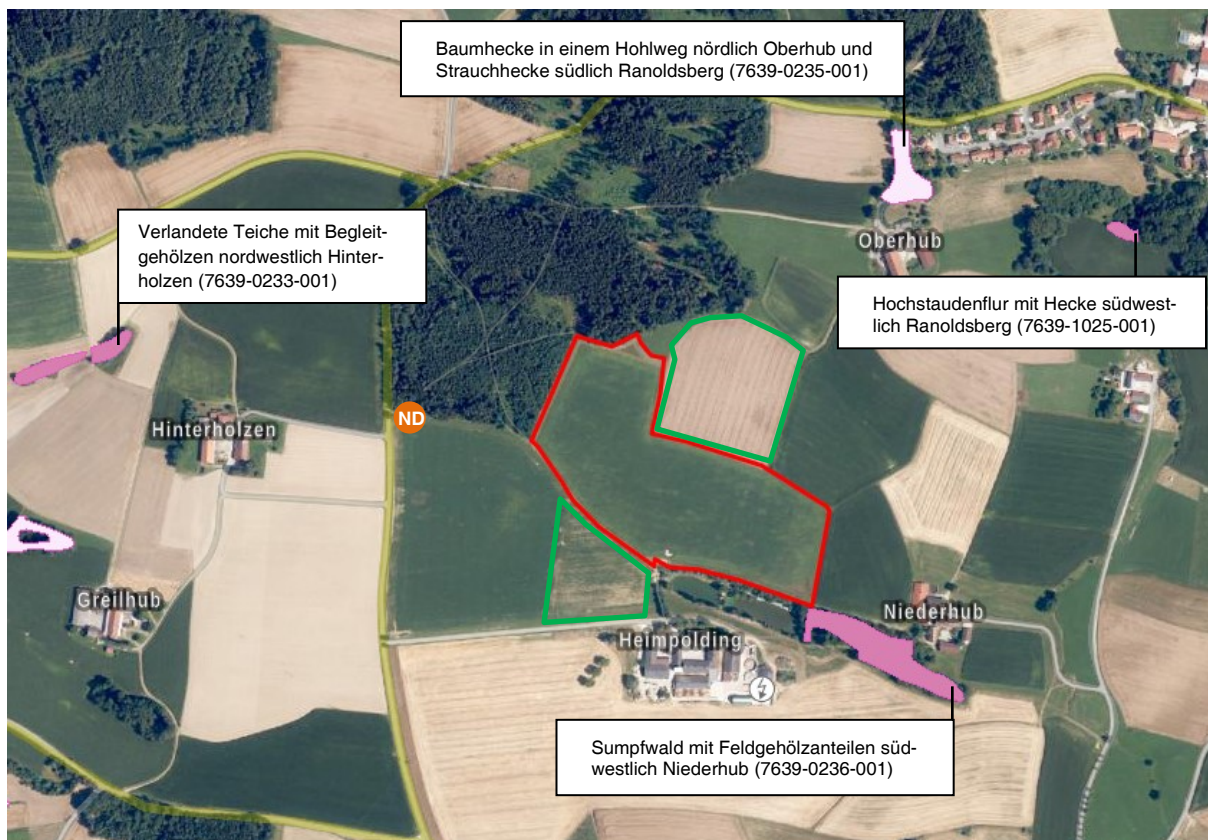 Baumhecke in einem Hohlweg nördlich Oberhub und
Strauchhecke südlich Ranoldsberg (7639-0235-001)
Verlandete Teiche mit Begleit-
gehölzen nordwestlich Hinter-
holzen (7639-0233-001)
Oberhub
Hochstaudenflur mit Hecke südwest-
lich Ranoldsberg (7639-1025-001)
ND
Hinterholzen
Greilhub
Niederhub
Heimpolding
Sumpfwald mit Feldgehölzanteilen süd-
westlich Niederhub (7639-0236-001)